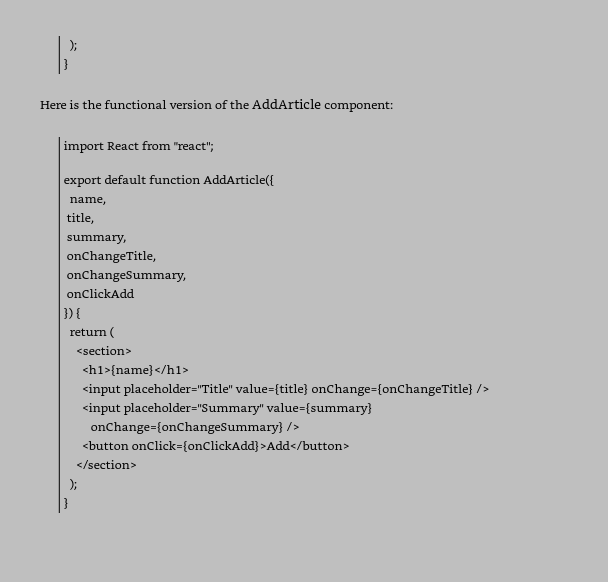 );
}
Here is the functional version of the AddArticle component:
import React from "react";
export default function AddArticle({
name,
title,
summary,
onChangeTitle,
onChangeSummary,
onClickAdd
}) {
return (
<section>
<h1>{name}</h1>
<input placeholder="Title" value={title} onChange={onChangeTitle} />
<input placeholder="Summary" value={summary}
onChange={onChangeSummary} />
<button onClick={onClickAdd}>Add</button>
</section>
);
}